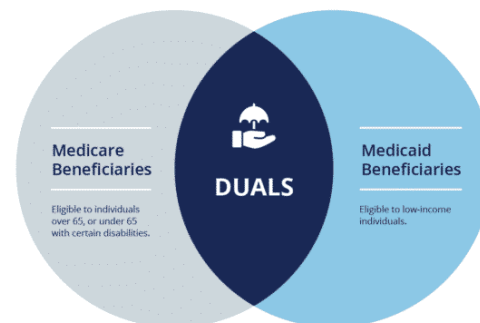 Medicare
Beneficiaries
Eligible to individuals
over 65, or under 65
with certain disabilities.
DUALS
Medicaid
Beneficiaries
Eligible to low-income
individuals.